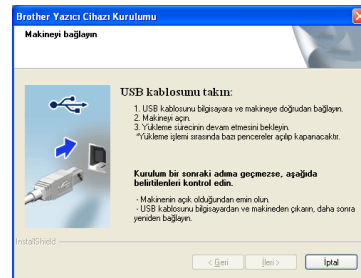 Brother Yazıcı Cihazı Kurulumu
Makineyi bağlayın
USB kablosunu takın:
1. USB kablosunu bilgisayara ve makineye doğrudan bağlayın.
2. Makineyi açın.
3. Yükleme sürecinin devam etmesini bekleyin.
*Yükleme işlemi sırasında bazı pencereler açılıp kapanacaktır.
Kurulum bir sonraki adıma geçmezse, aşağıda
belirtilenleri kontrol edin.
- Makinenin açık olduğundan emin olun.
- USB kablosunu bilgisayardan ve makineden çıkarın, daha sonra
yeniden bağlayın.
InstallShield
< Geri
İleri >
İptal